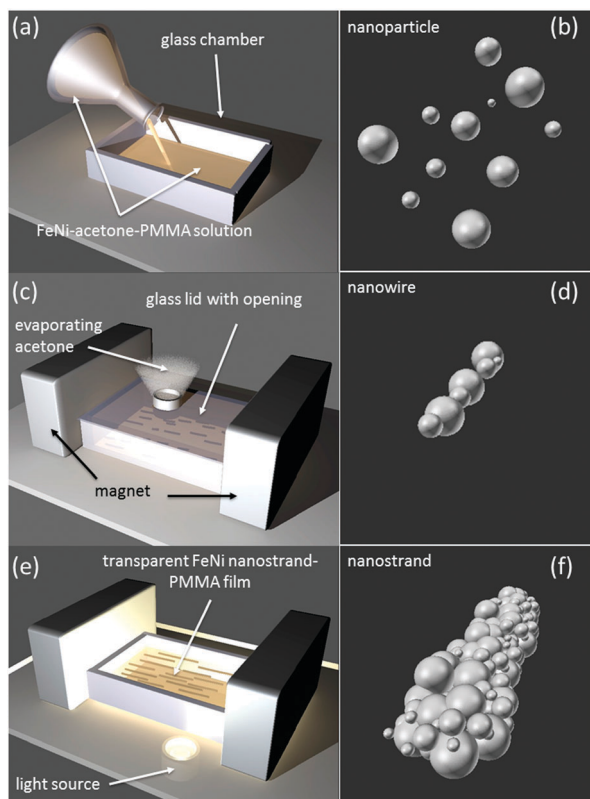 (a)
glass chamber
FeNi-acetone-PMMA solution
nanoparticle
(b)
(c)
glass lid with opening
evaporating
acetone
magnet
nanowire
(d)
(e)
transparent FeNi nanostrand-
PMMA film
light source
nanostrand
(f)